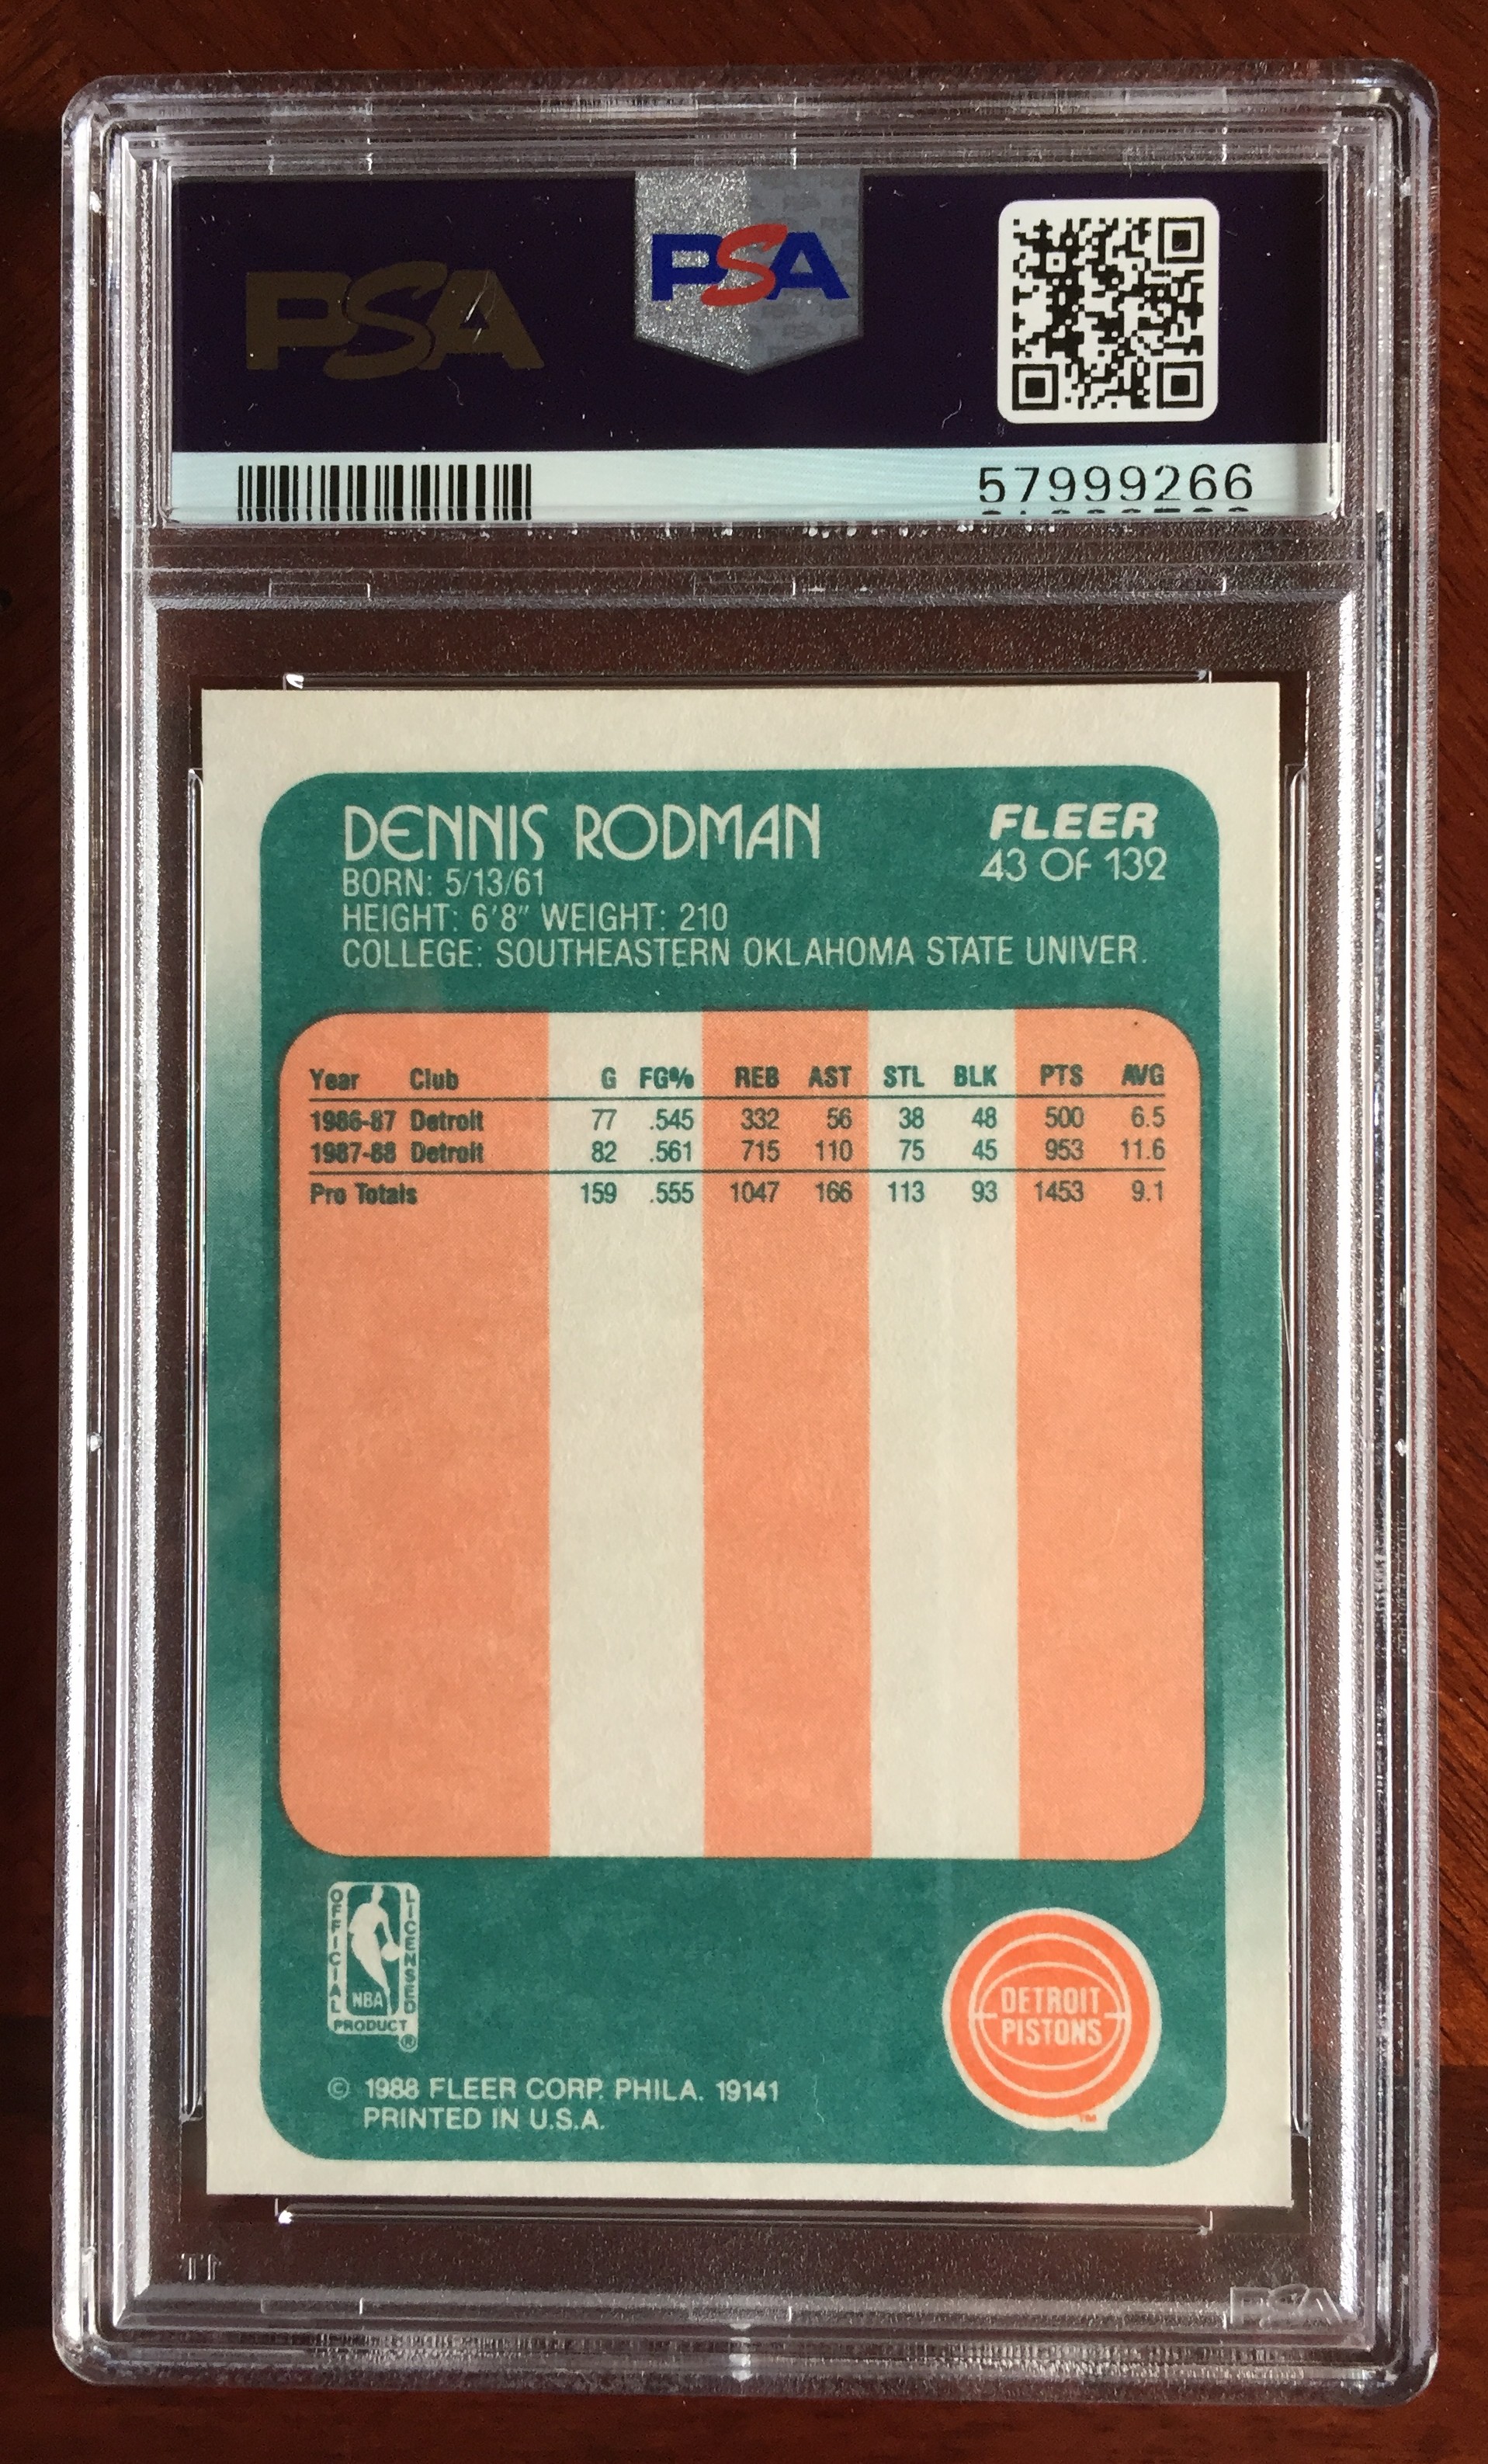 PSA
PSA
57999266
DENNIS RODMAN
FLEER
43 OF 132
BORN: 5/13/61
HEIGHT: 6'8" WEIGHT: 210
COLLEGE: SOUTHEASTERN OKLAHOMA STATE UNIVER.
Year Club G FG% REB AST STL BLK PTS AVG
1986-87 Detroit 77 .545 332 56 38 48 500 6.5
1987-88 Detroit 82 .561 715 110 75 45 953 11.6
Pro Totals 159 .555 1047 166 113 93 1453 9.1
OFFICIAL
LICENSED
NBA
PRODUCT
®
DETROIT
PISTONS
TM
© 1988 FLEER CORP. PHILA. 19141
PRINTED IN U.S.A.
PSA